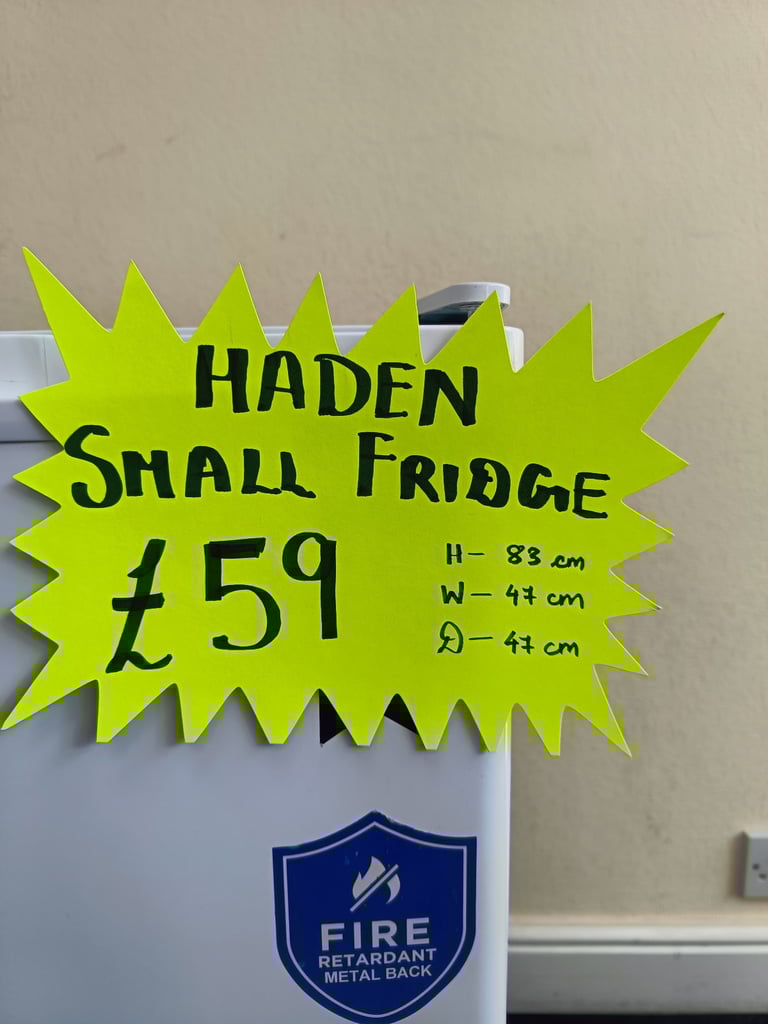 HADEN
SMALL FRIDGE
£59
H - 83 cm
W - 47 cm
D - 47 cm
FIRE
RETARDANT
METAL BACK